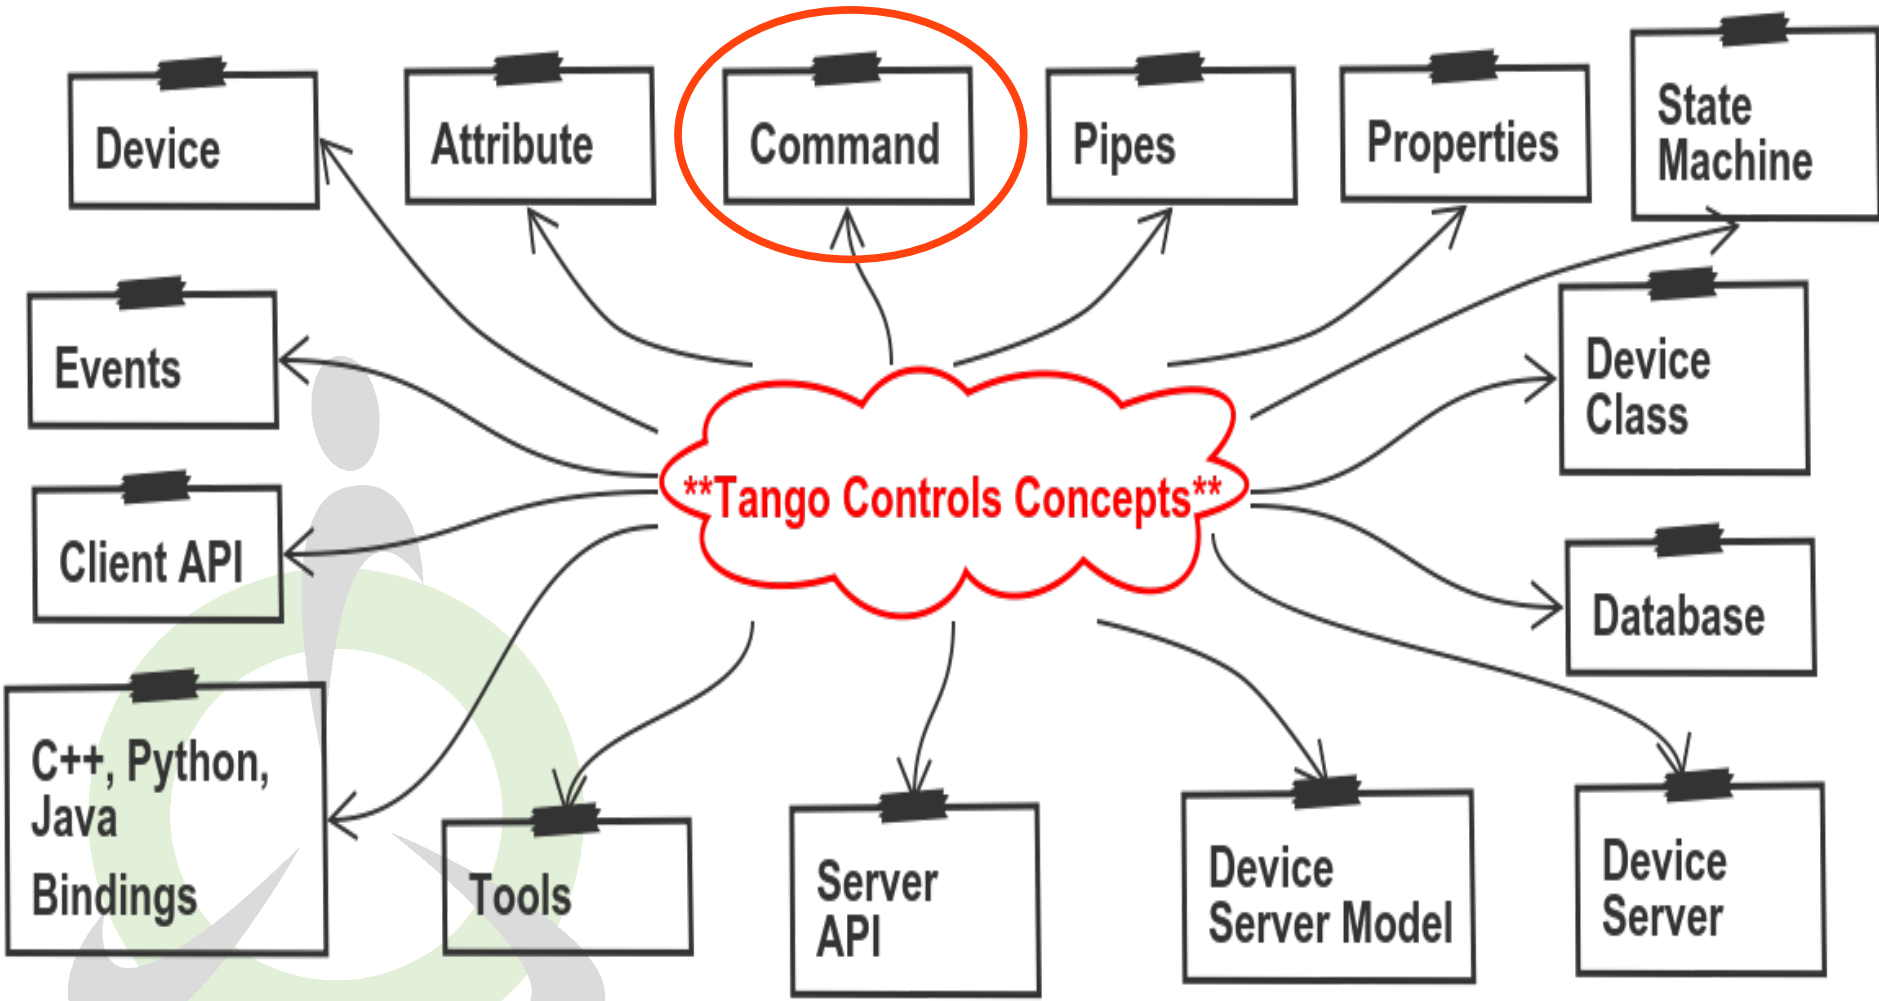 Device
Attribute
Command
Pipes
Properties
State
Machine
Events
Device
Class
**Tango Controls Concepts**
Client API
Database
C++, Python,
Java
Bindings
Tools
Server
API
Device
Server Model
Device
Server